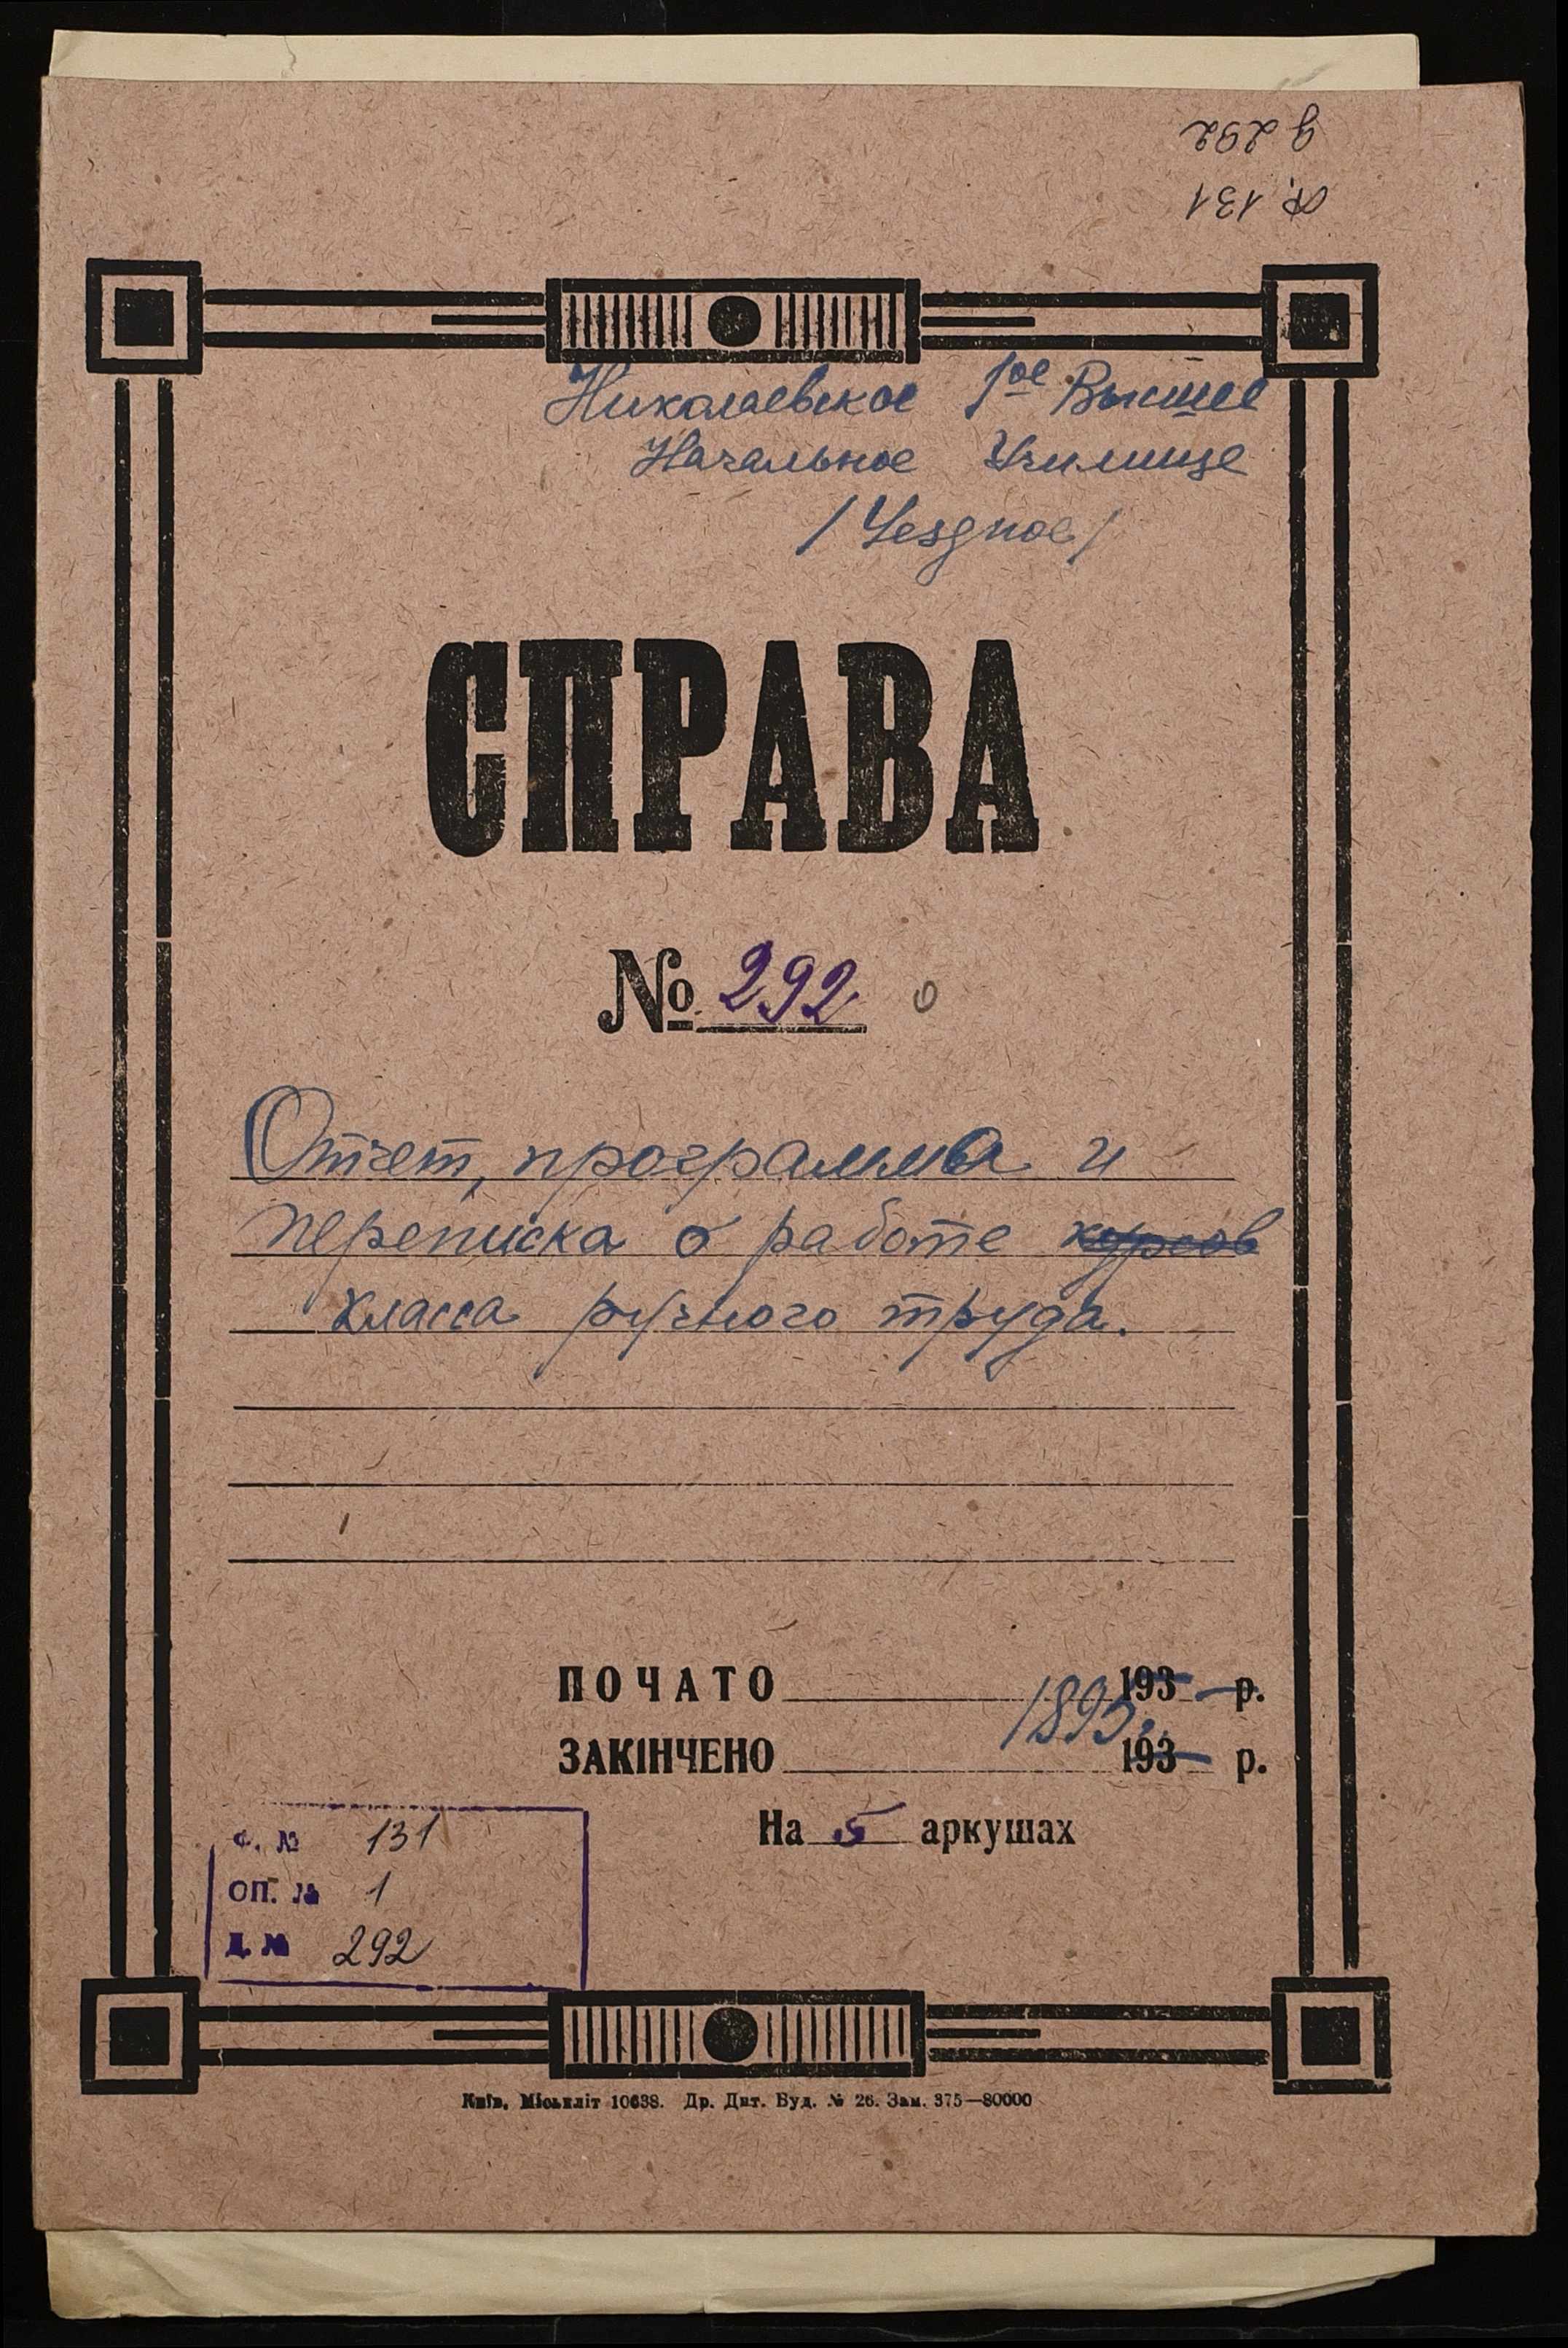 д 292
ф. 131
Николаевское 1ое Высшее
Начальное Училище
/Уездное/
СПРАВА
№ 292
Отчет, программа и
переписка о работе курсов
класса ручного труда.
ПОЧАТО 193 р.
1895
ЗАКІНЧЕНО 193 р.
На 5 аркушах
Ф. № 131
ОП. № 1
Д. № 292
Київ, Міськліт 10638. Др. Дит. Буд. № 26. Зам. 375—80000